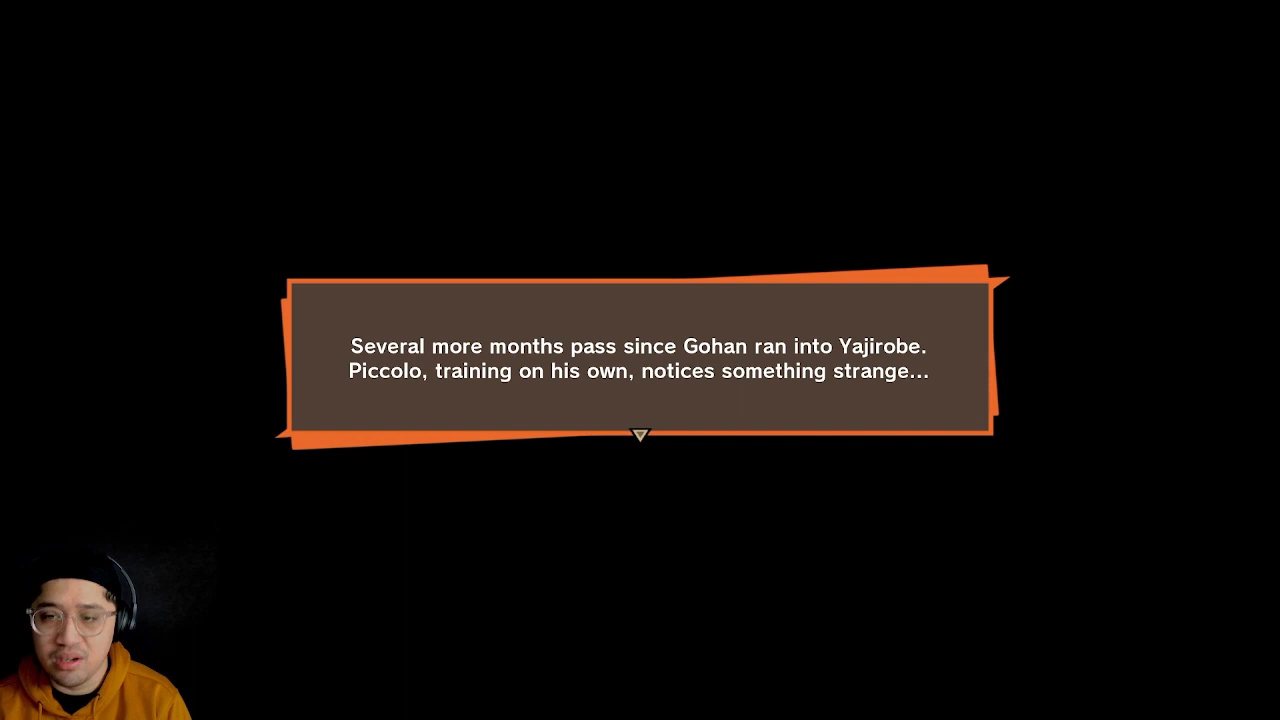 Several more months pass since Gohan ran into Yajirobe.
Piccolo, training on his own, notices something strange...